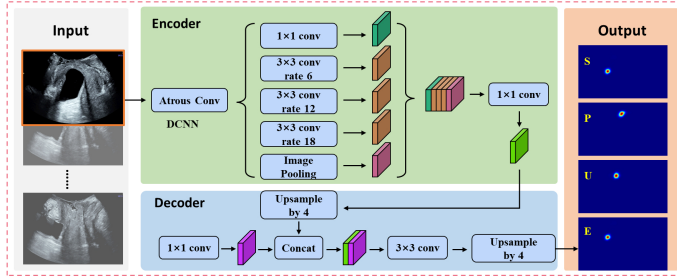 Input
Encoder
Output
1×1 conv
3×3 conv
rate 6
Atrous Conv
DCNN
3×3 conv
rate 12
3×3 conv
rate 18
Image
Pooling
1×1 conv
S
P
U
E
Decoder
Upsample
by 4
1×1 conv
Concat
3×3 conv
Upsample
by 4